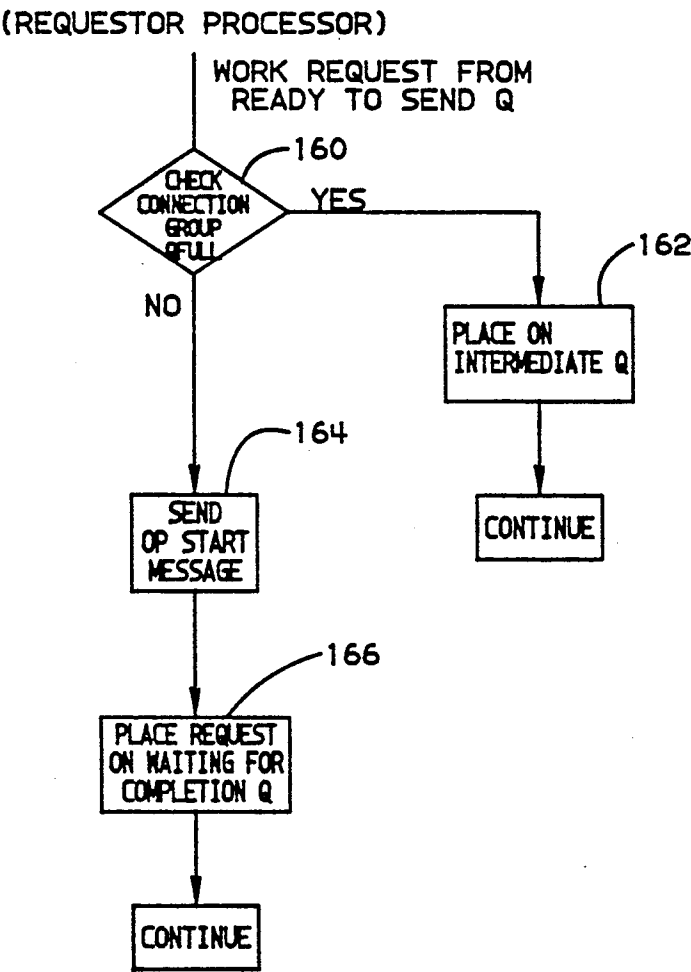 (REQUESTOR PROCESSOR)
WORK REQUEST FROM
READY TO SEND Q
160
CHECK
CONNECTION
GROUP
QFULL
YES
NO
162
PLACE ON
INTERMEDIATE Q
CONTINUE
164
SEND
OP START
MESSAGE
166
PLACE REQUEST
ON WAITING FOR
COMPLETION Q
CONTINUE